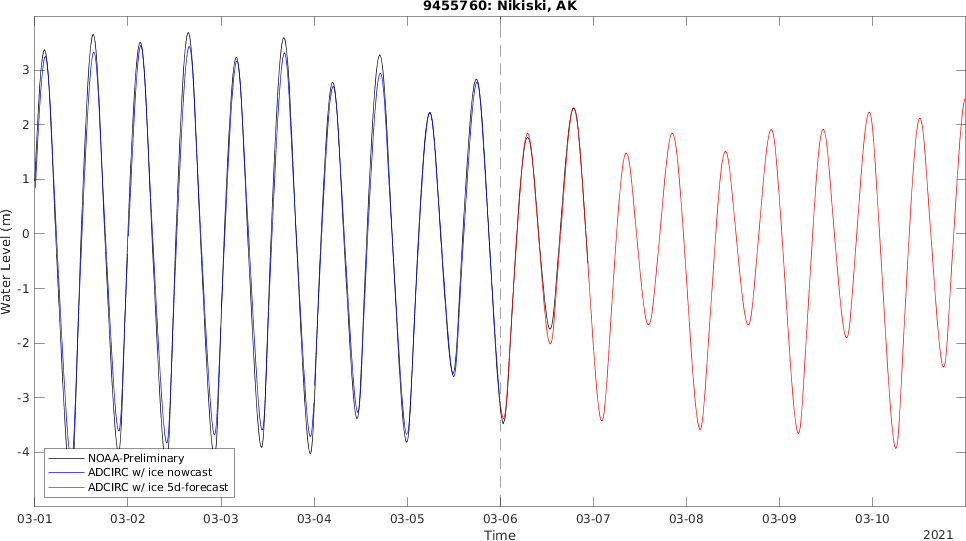 9455760: Nikiski, AK
Water Level (m)
3
2
1
0
-1
-2
-3
-4
NOAA-Preliminary
ADCIRC w/ ice nowcast
ADCIRC w/ ice 5d-forecast
03-01 03-02 03-03 03-04 03-05 03-06 03-07 03-08 03-09 03-10
Time
2021